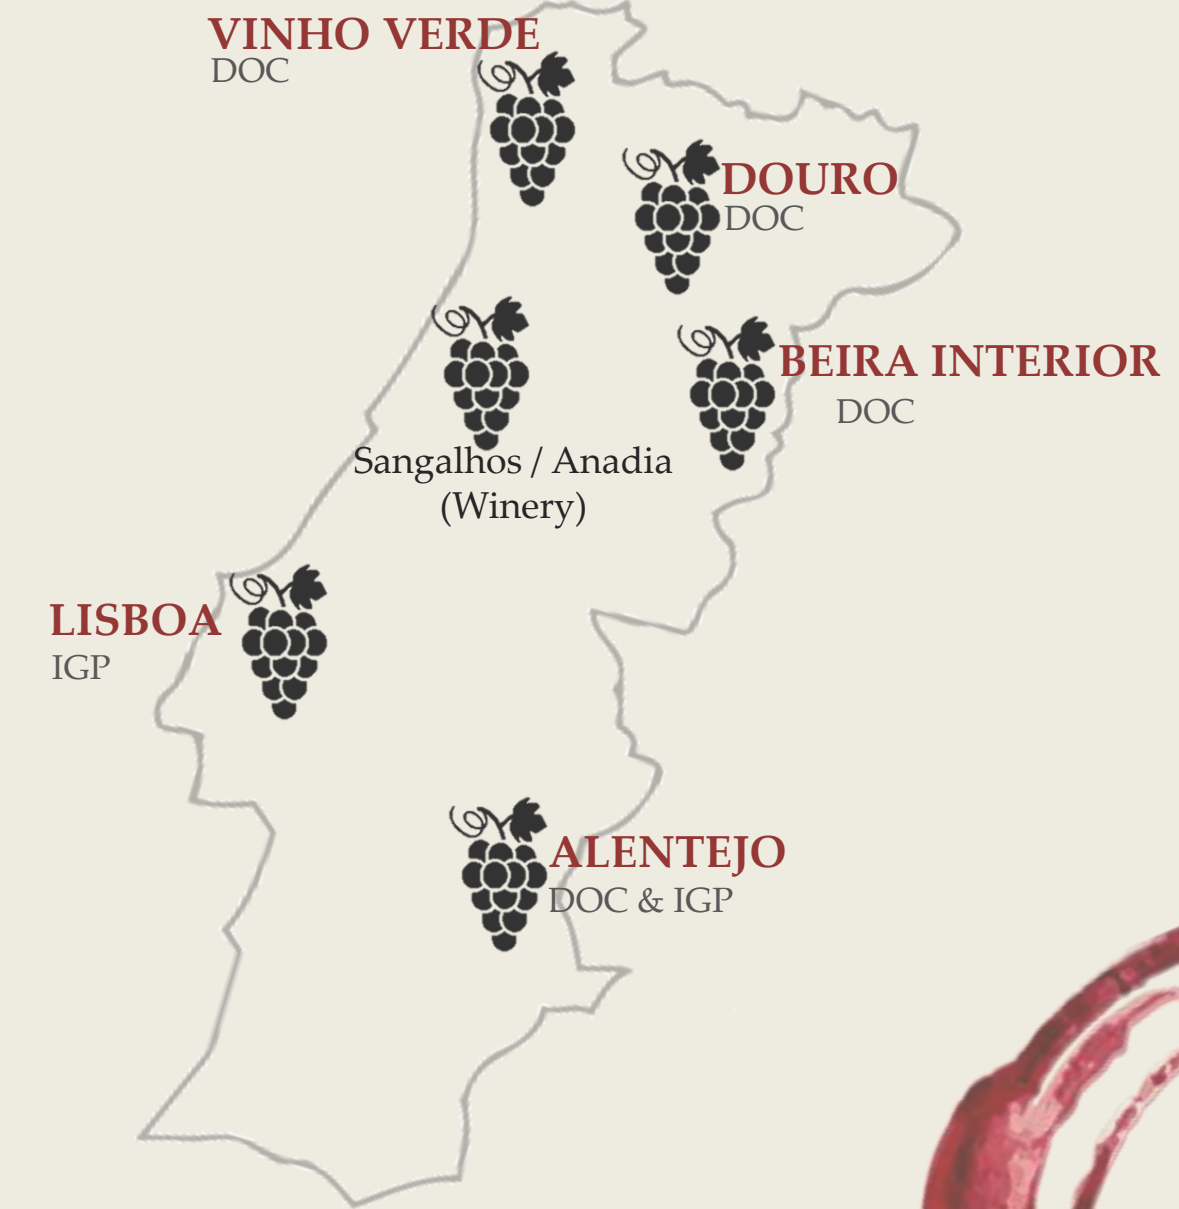 VINHO VERDE
DOC
DOURO
DOC
BEIRA INTERIOR
DOC
Sangalhos / Anadia
(Winery)
LISBOA
IGP
ALENTEJO
DOC & IGP